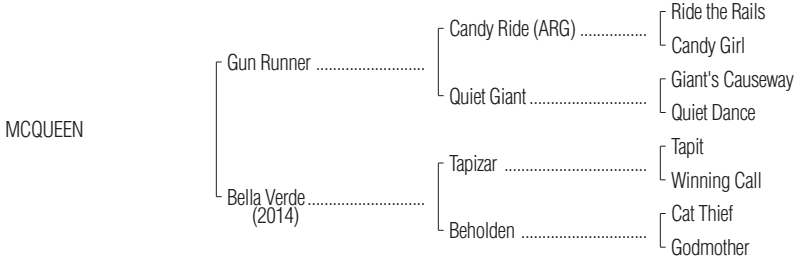 Ride the Rails
Candy Ride (ARG) ................
Candy Girl
Gun Runner ..........................
Giant's Causeway
Quiet Giant ............................
Quiet Dance
MCQUEEN
Tapit
Tapizar ..................................
Winning Call
Bella Verde ............................
(2014)
Cat Thief
Beholden ..............................
Godmother